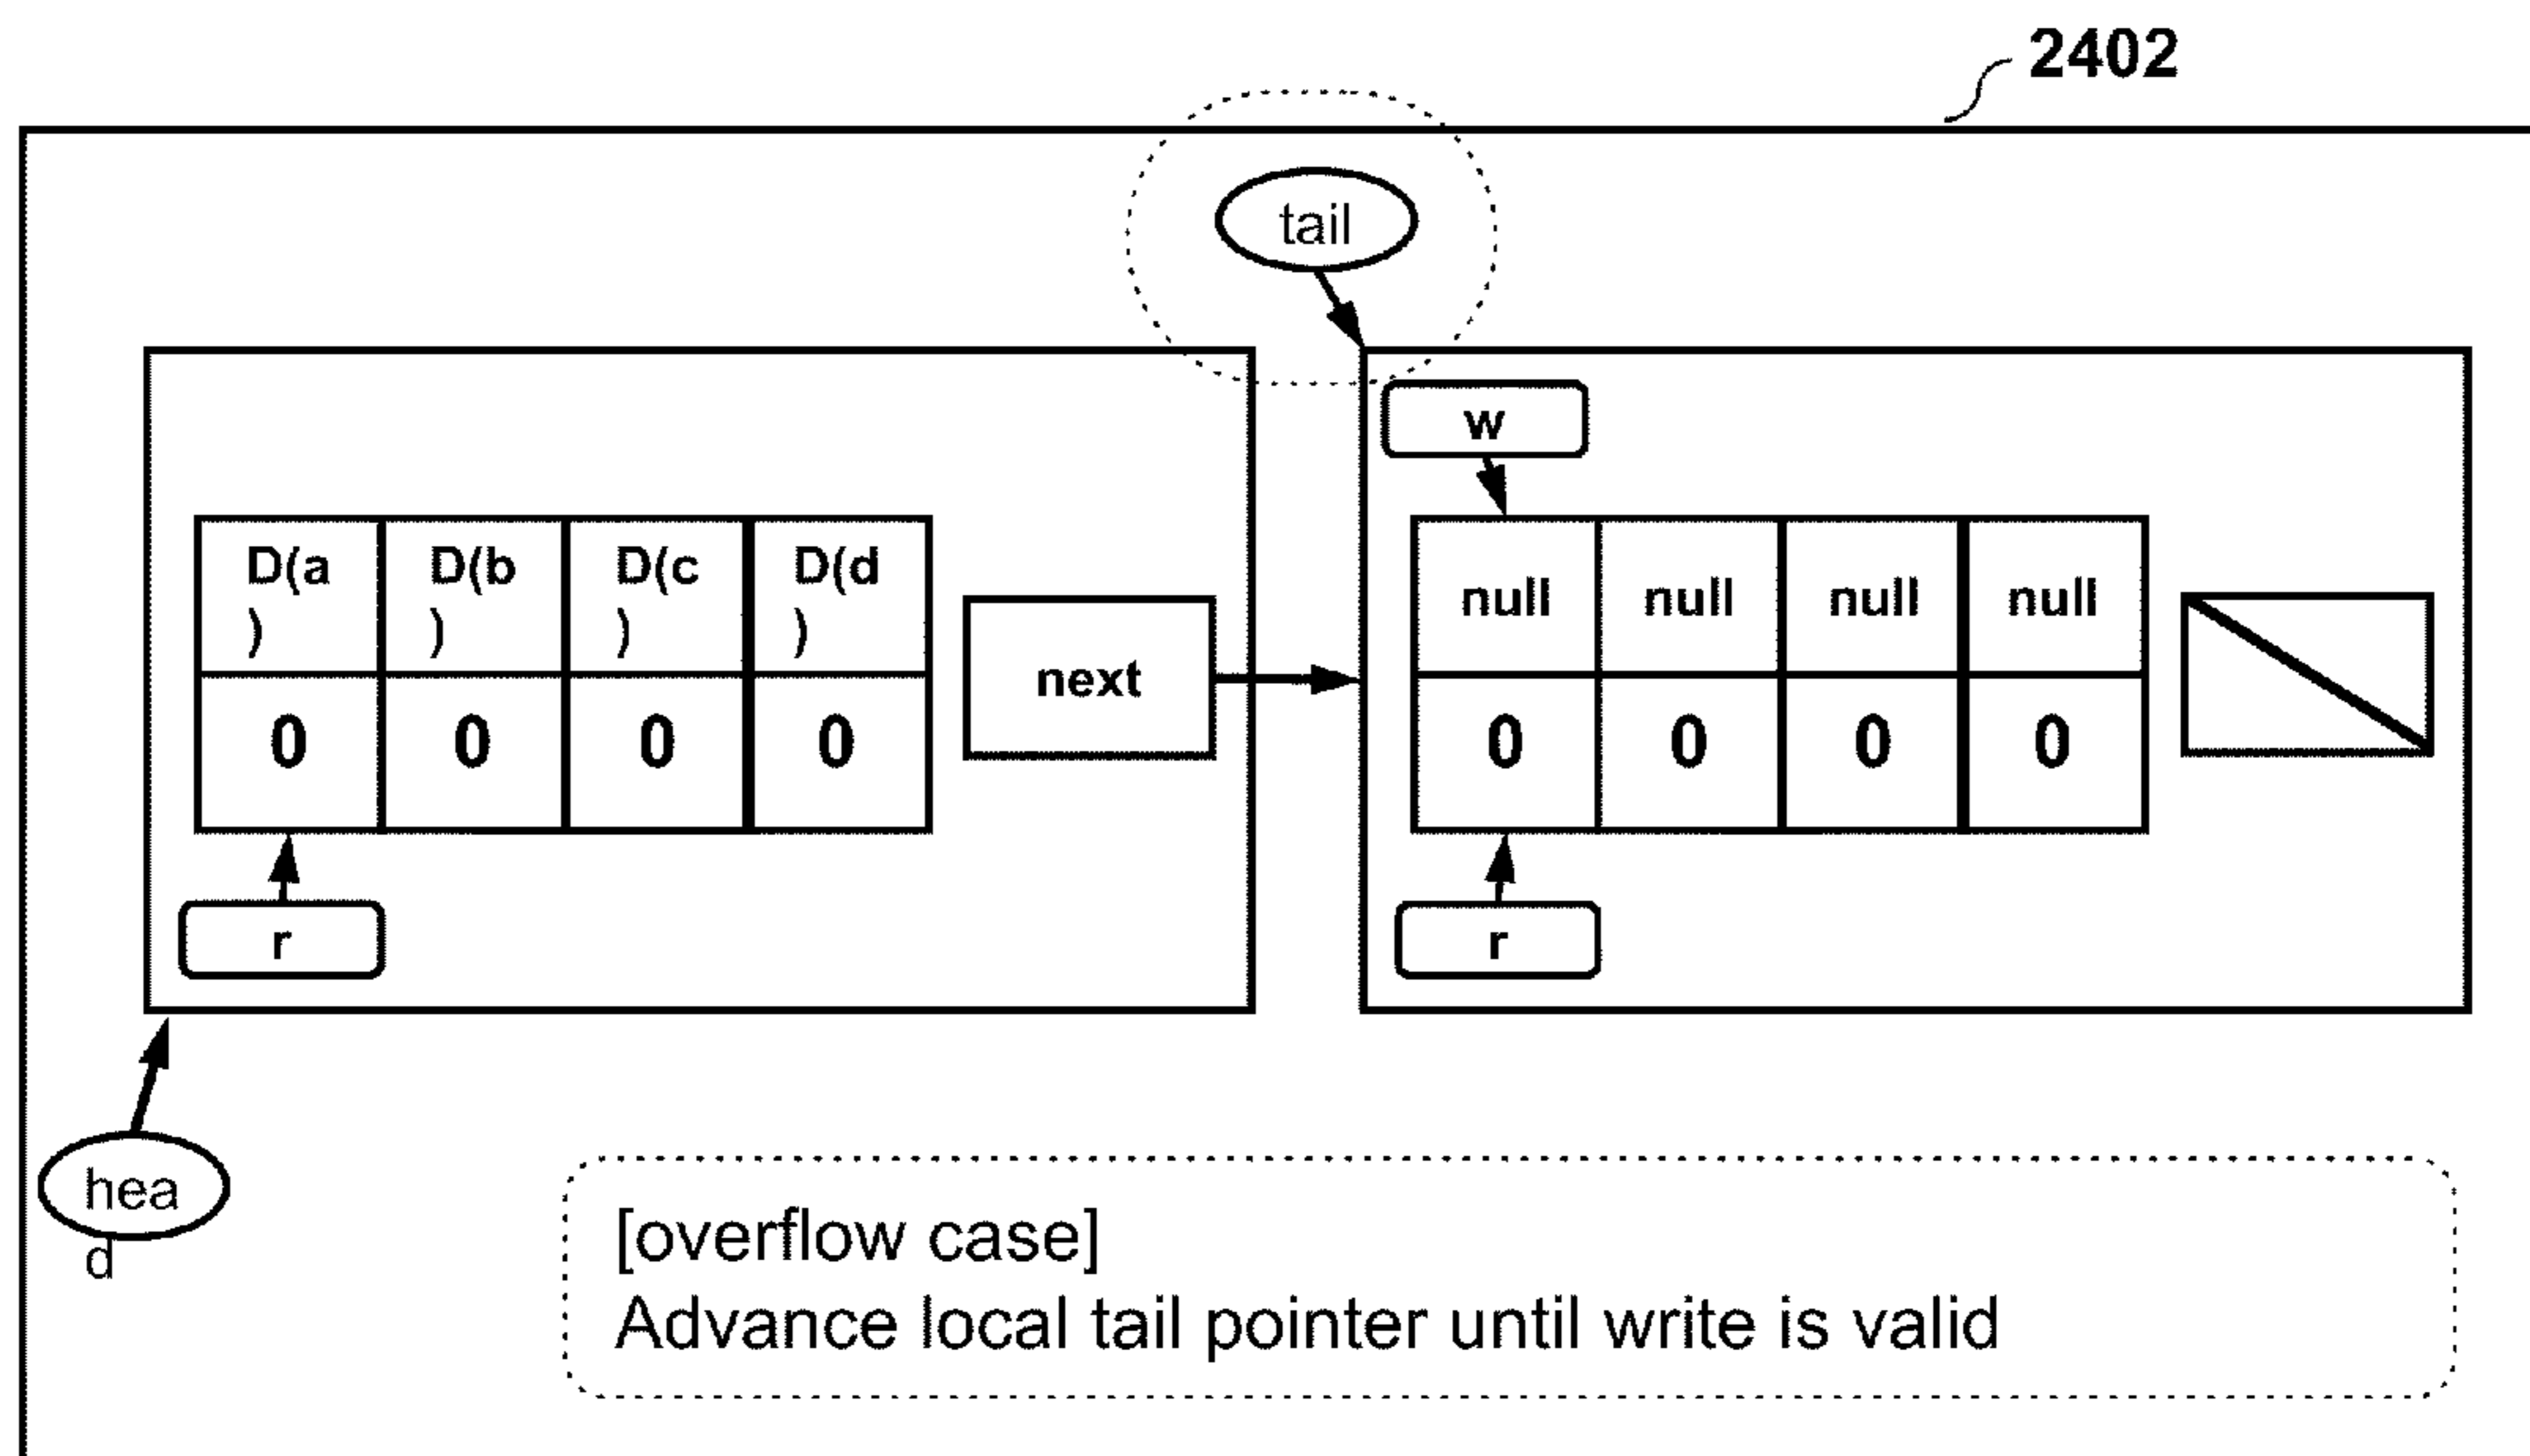 2402
tail
w
D(a
)
D(b
)
D(c
)
D(d
)
next
null null null null
0 0 0 0
0 0 0 0
r
r
hea
d
[overflow case]
Advance local tail pointer until write is valid